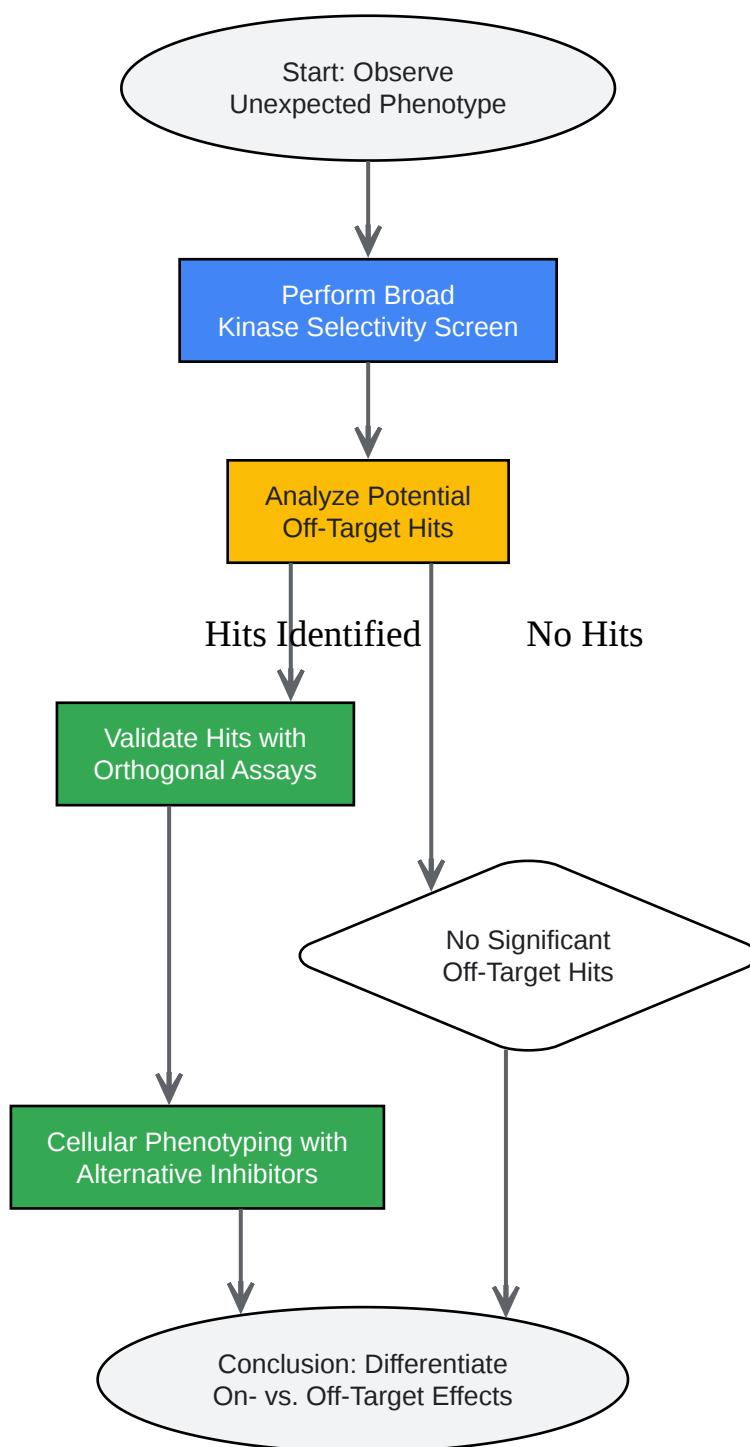 Start: Observe
Unexpected Phenotype
Perform Broad
Kinase Selectivity Screen
Analyze Potential
Off-Target Hits
Hits Identified
No Hits
Validate Hits with
Orthogonal Assays
No Significant
Off-Target Hits
Cellular Phenotyping with
Alternative Inhibitors
Conclusion: Differentiate
On- vs. Off-Target Effects